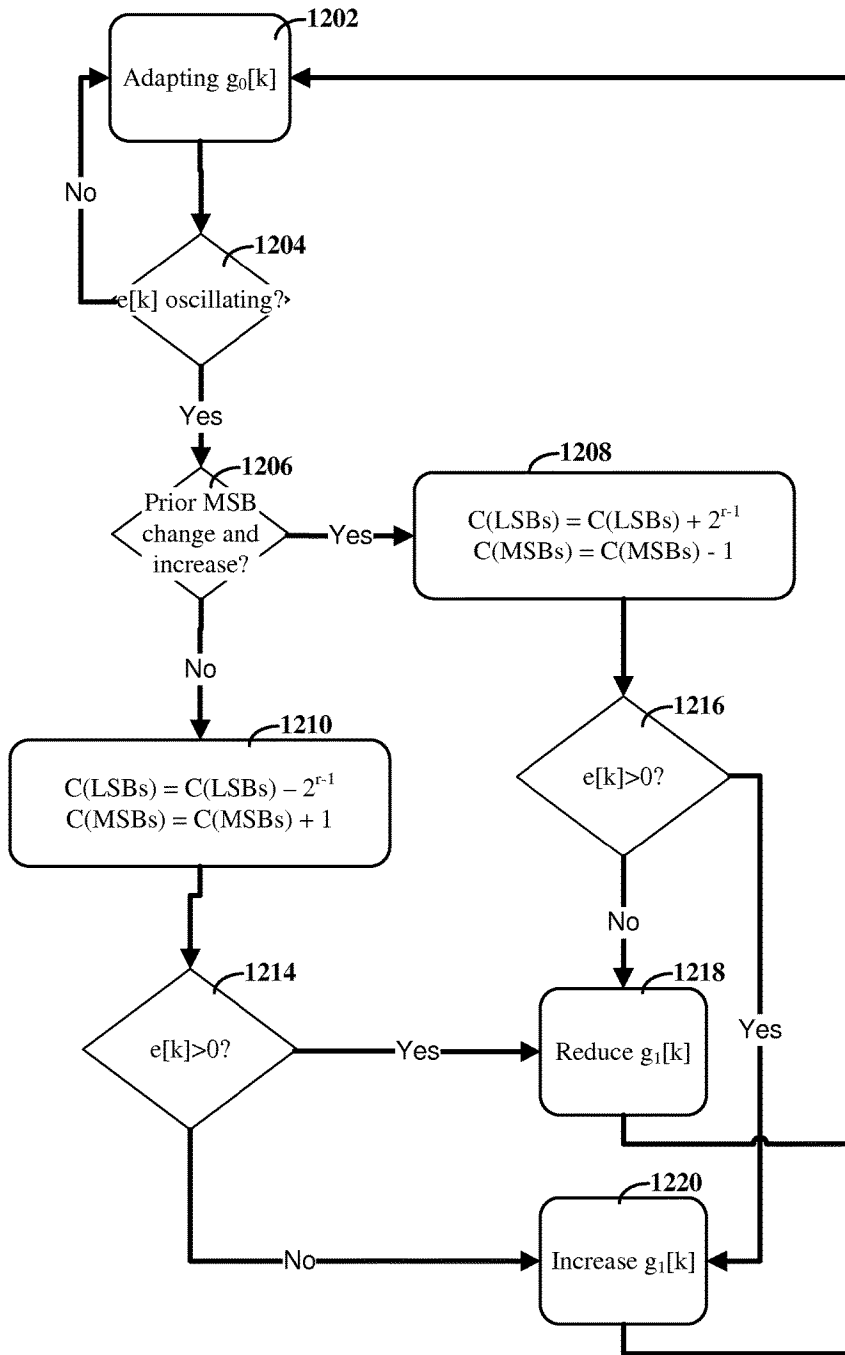 1202
Adapting g₀[k]
No
1204
e[k] oscillating?
Yes
1206
Prior MSB
change and
increase?
Yes
1208
C(LSBs) = C(LSBs) + 2ʳ⁻¹
C(MSBs) = C(MSBs) - 1
No
1210
C(LSBs) = C(LSBs) – 2ʳ⁻¹
C(MSBs) = C(MSBs) + 1
1216
e[k]>0?
No
Yes
1214
e[k]>0?
Yes
1218
Reduce g₁[k]
No
1220
Increase g₁[k]